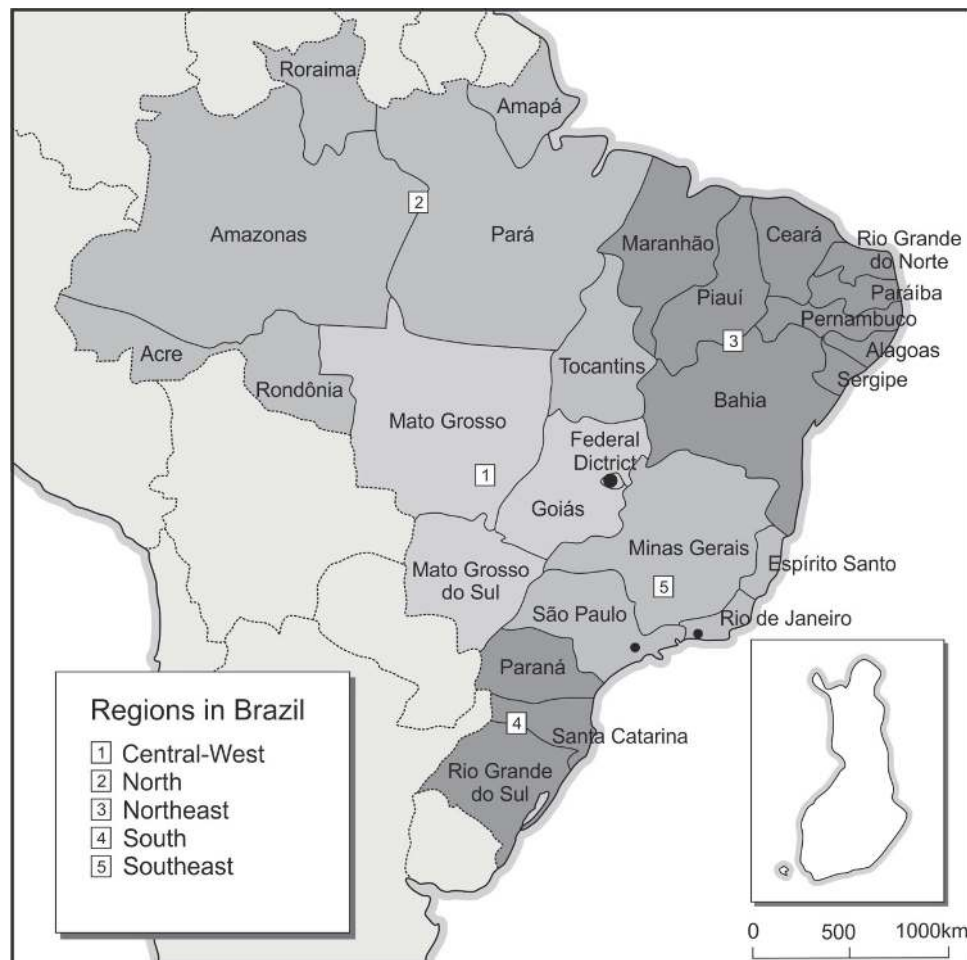 Roraima
Amapá
2
Amazonas
Pará
Maranhão
Ceará
Rio Grande
do Norte
Piauí
Paráiba
Pernambuco
3
Alagoas
Sergipe
Acre
Rondônia
Tocantins
Bahia
Mato Grosso
1
Federal
Dictrict
Goiás
Minas Gerais
Espírito Santo
5
Mato Grosso
do Sul
São Paulo
Rio de Janeiro
Paraná
4
Santa Catarina
Rio Grande
do Sul
Regions in Brazil
1 Central-West
2 North
3 Northeast
4 South
5 Southeast
0 500 1000km